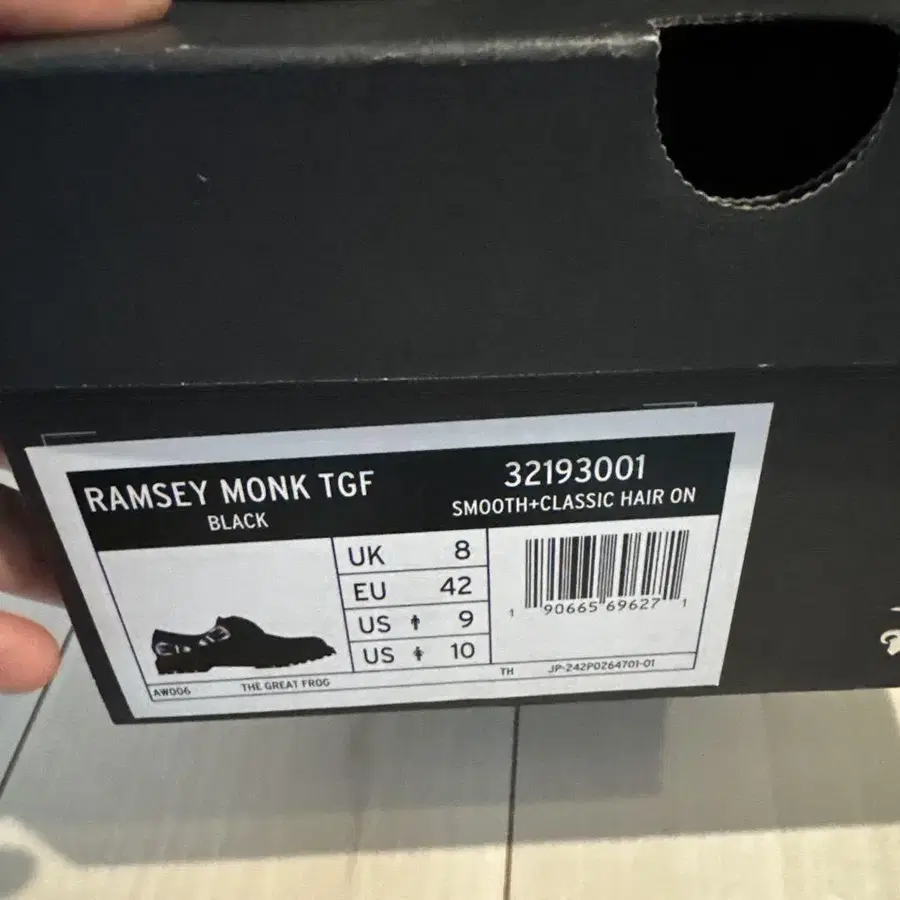 RAMSEY MONK TGF
BLACK
32193001
SMOOTH+CLASSIC HAIR ON
UK 8
EU 42
US 9
US 10
1 90665 69627 1
AW006 THE GREAT FROG
TH JP-242P0264701-01